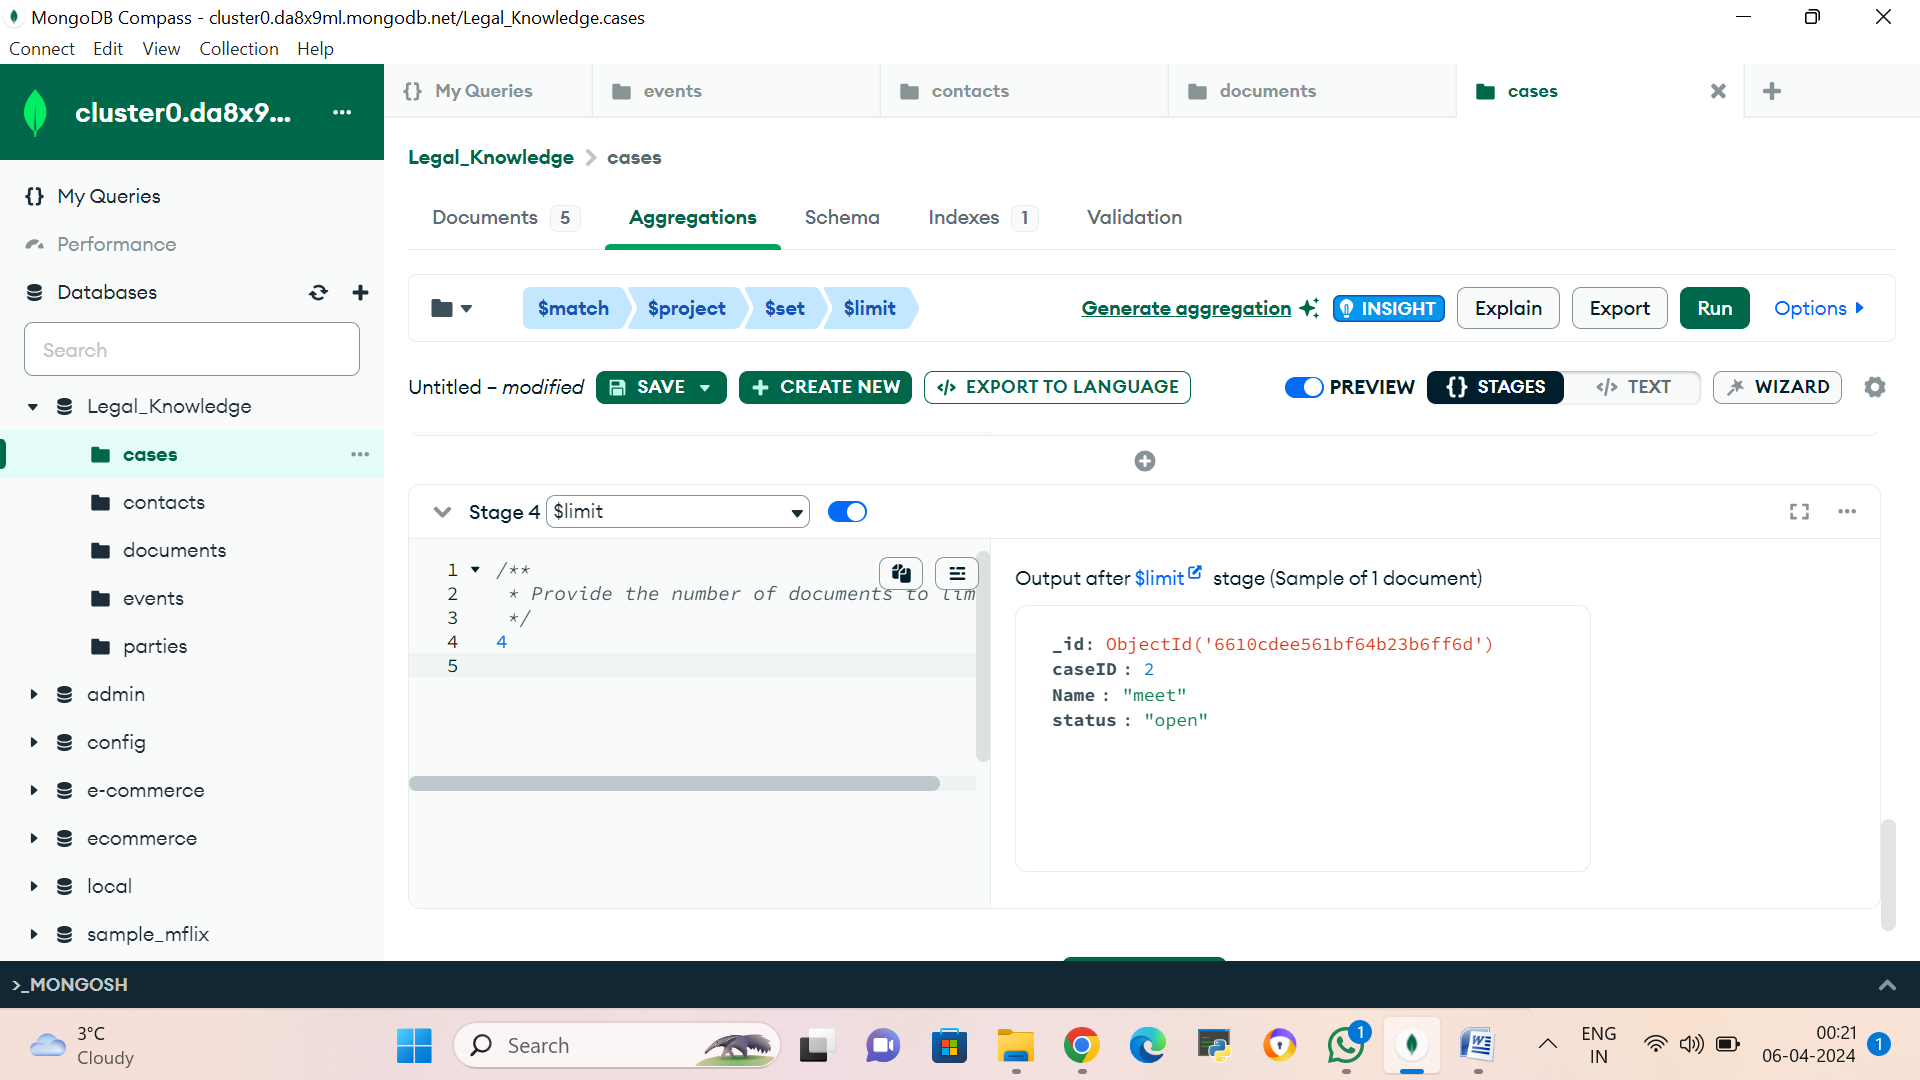 MongoDB Compass - cluster0.da8x9ml.mongodb.net/Legal_Knowledge.cases
Connect Edit View Collection Help
cluster0.da8x9... ...
{} My Queries
Performance
Databases
Search
Legal_Knowledge
cases ...
contacts
documents
events
parties
admin
config
e-commerce
ecommerce
local
sample_mflix
{} My Queries events contacts documents cases
Legal_Knowledge > cases
Documents 5 Aggregations Schema Indexes 1 Validation
$match $project $set $limit Generate aggregation INSIGHT Explain Export Run Options
Untitled – modified SAVE CREATE NEW </> EXPORT TO LANGUAGE PREVIEW {} STAGES </> TEXT WIZARD
Stage 4 $limit
1 /**
2 * Provide the number of documents to lim
3 */
4 4
5
Output after $limit stage (Sample of 1 document)
_id: ObjectId('6610cdee561bf64b23b6ff6d')
caseID : 2
Name : "meet"
status : "open"
>_MONGOSH
3°C
Cloudy
Search
1
ENG
IN
00:21
06-04-2024
1